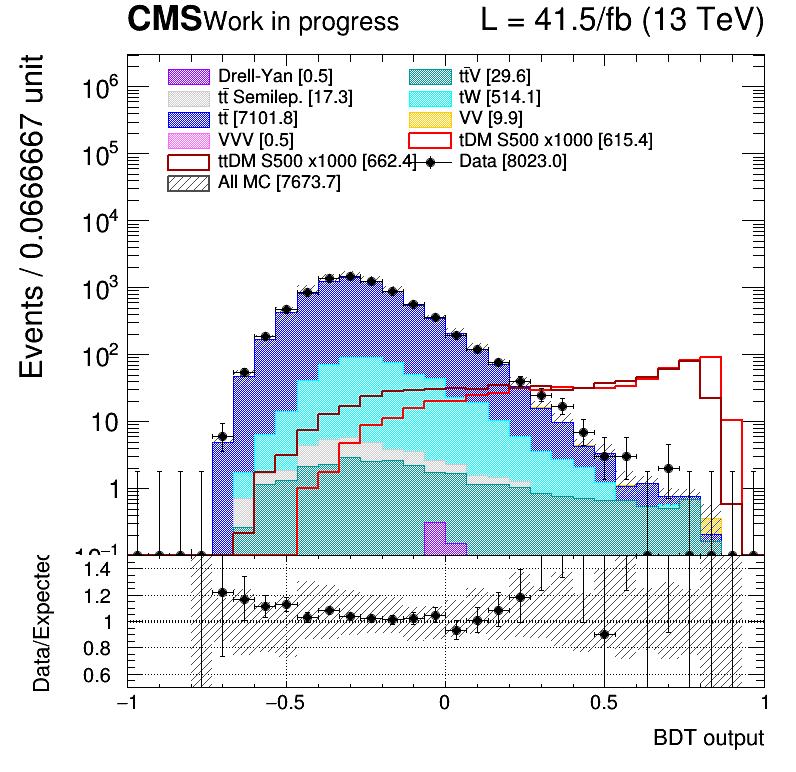 CMS Work in progress L = 41.5/fb (13 TeV)
Events / 0.0666667 unit
10⁶
10⁵
10⁴
10³
10²
10
1
10⁻¹
Drell-Yan [0.5] tt̄V [29.6]
tt̄ Semilep. [17.3] tW [514.1]
tt̄ [7101.8] VV [9.9]
VVV [0.5] tDM S500 x1000 [615.4]
ttDM S500 x1000 [662.4] Data [8023.0]
All MC [7673.7]
Data/Expected
1.4
1.2
1
0.8
0.6
−1 −0.5 0 0.5 1
BDT output